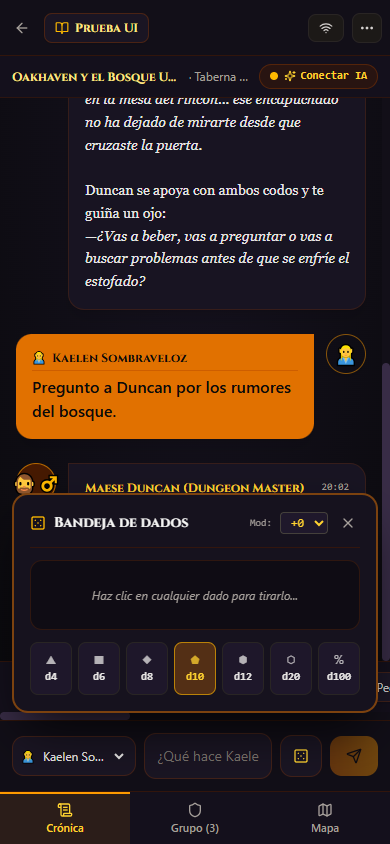 Prueba UI
Oakhaven y el Bosque U... · Taberna ... Conectar IA
en la mesa del rincón... ese encapuchado
no ha dejado de mirarte desde que
cruzaste la puerta.
Duncan se apoya con ambos codos y te
guiña un ojo:
—¿Vas a beber, vas a preguntar o vas a
buscar problemas antes de que se enfríe el
estofado?
Kaelen Sombraveloz
Pregunto a Duncan por los rumores
del bosque.
Maese Duncan (Dungeon Master) 20:02
Bandeja de dados Mod: +0
Haz clic en cualquier dado para tirarlo...
d4 d6 d8 d10 d12 d20 d100
Pe
Kaelen So... ¿Qué hace Kaele
Crónica Grupo (3) Mapa